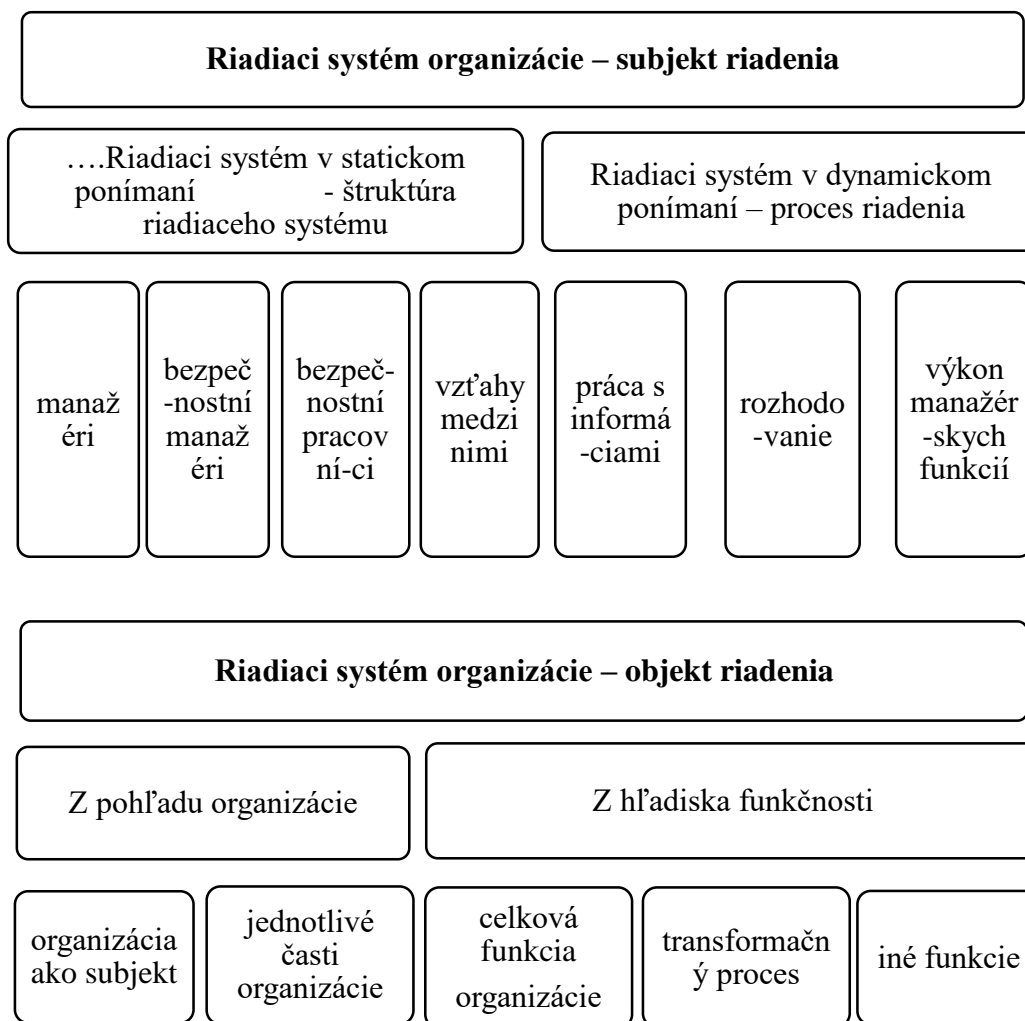 Riadiaci systém organizácie – subjekt riadenia
….Riadiaci systém v statickom
ponímaní - štruktúra
riadiaceho systému
Riadiaci systém v dynamickom
ponímaní – proces riadenia
manaž
éri
bezpeč
-nostní
manaž
éri
bezpeč-
nostní
pracov
ní-ci
vzťahy
medzi
nimi
práca s
informá
-ciami
rozhodo
-vanie
výkon
manažér
-skych
funkcií
Riadiaci systém organizácie – objekt riadenia
Z pohľadu organizácie
Z hľadiska funkčnosti
organizácia
ako subjekt
jednotlivé
časti
organizácie
celková
funkcia
organizácie
transformačn
ý proces
iné funkcie